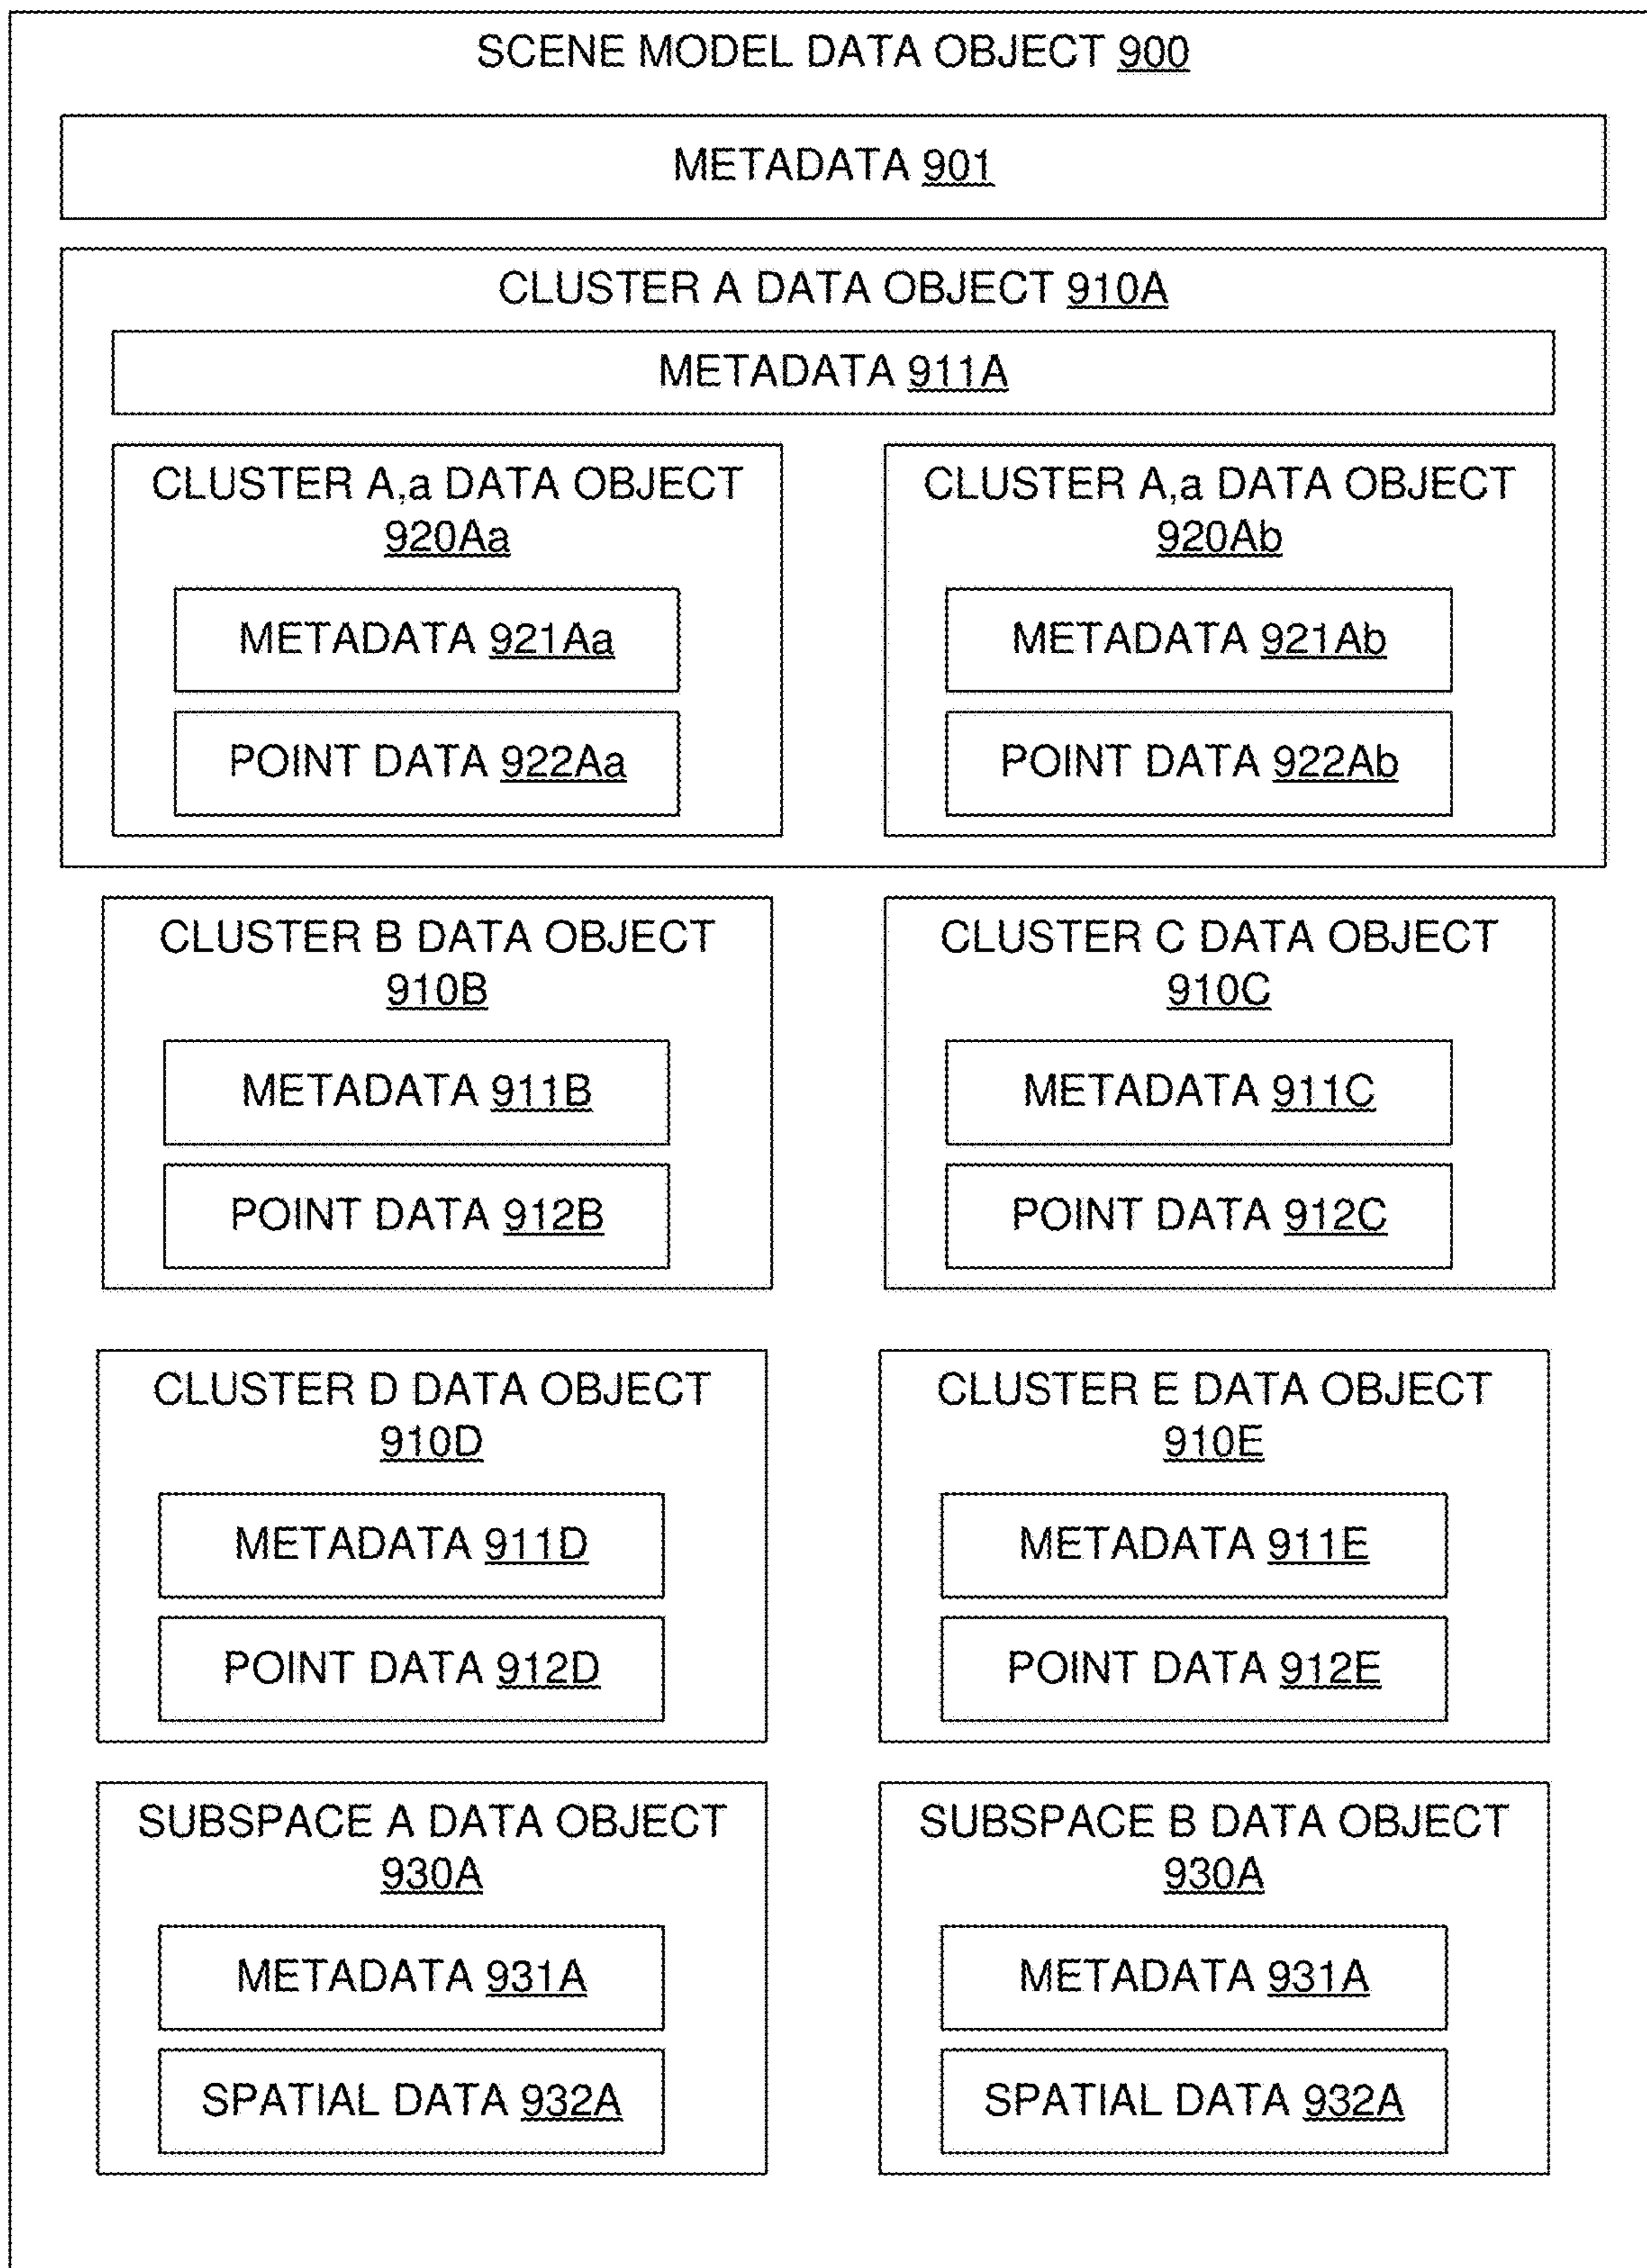 SCENE MODEL DATA OBJECT 900
METADATA 901
CLUSTER A DATA OBJECT 910A
METADATA 911A
CLUSTER A,a DATA OBJECT
920Aa
METADATA 921Aa
POINT DATA 922Aa
CLUSTER A,a DATA OBJECT
920Ab
METADATA 921Ab
POINT DATA 922Ab
CLUSTER B DATA OBJECT
910B
METADATA 911B
POINT DATA 912B
CLUSTER C DATA OBJECT
910C
METADATA 911C
POINT DATA 912C
CLUSTER D DATA OBJECT
910D
METADATA 911D
POINT DATA 912D
CLUSTER E DATA OBJECT
910E
METADATA 911E
POINT DATA 912E
SUBSPACE A DATA OBJECT
930A
METADATA 931A
SPATIAL DATA 932A
SUBSPACE B DATA OBJECT
930A
METADATA 931A
SPATIAL DATA 932A